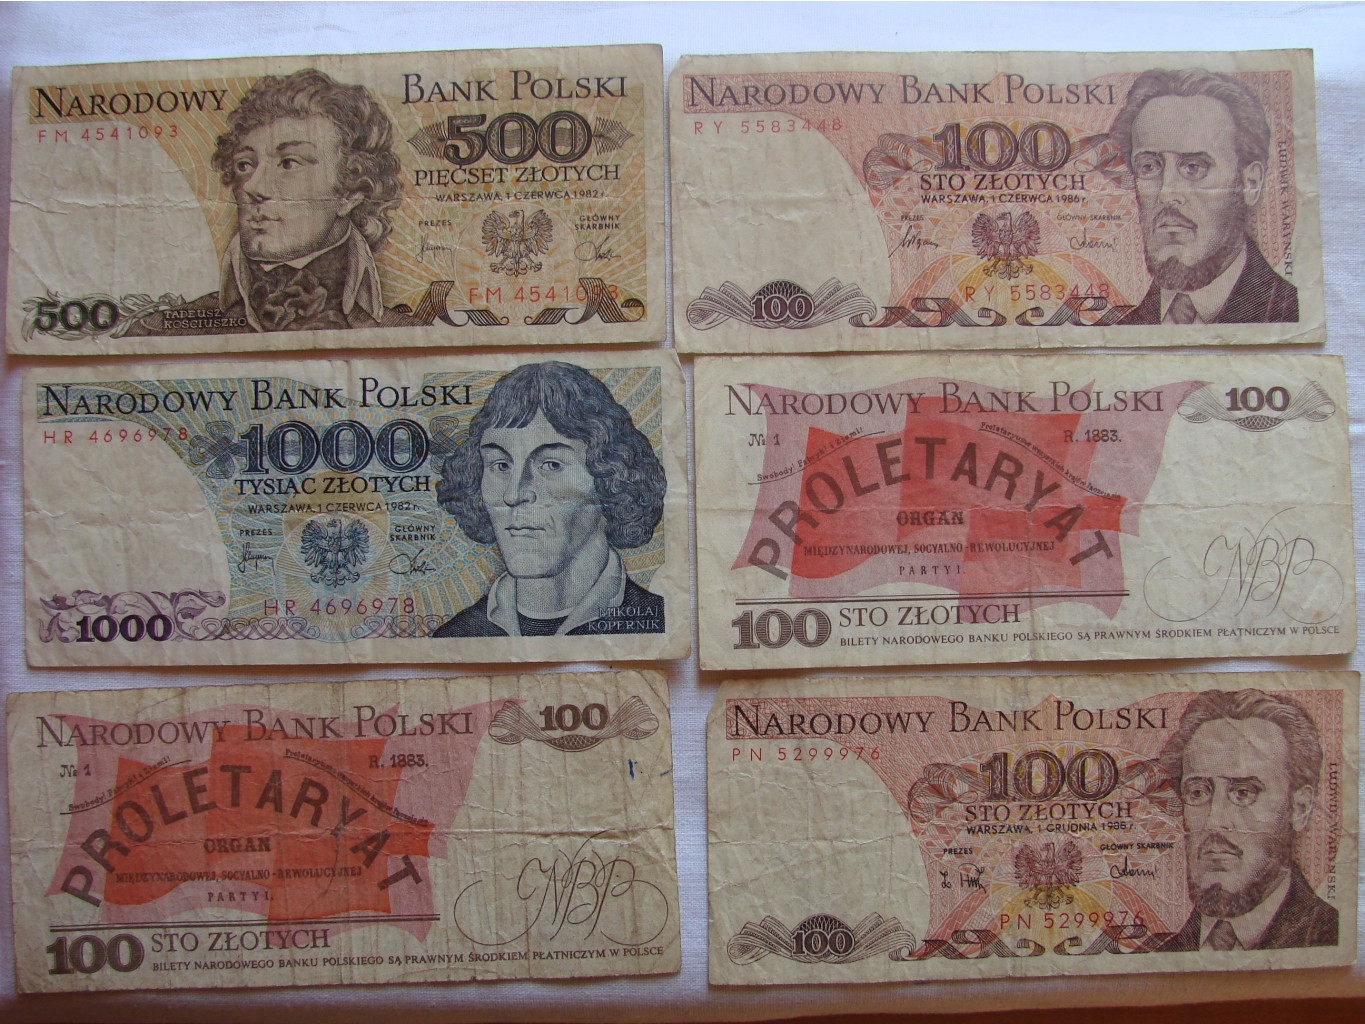 NARODOWY BANK POLSKI
FM 4541093
500
PIĘĆSET ZŁOTYCH
WARSZAWA, 1 CZERWCA 1982 r.
PREZES GŁÓWNY SKARBNIK
FM 4541093
500
TADEUSZ
KOŚCIUSZKO
NARODOWY BANK POLSKI
RY 5583448
100
STO ZŁOTYCH
WARSZAWA, 1 CZERWCA 1986 r.
PREZES GŁÓWNY SKARBNIK
RY 5583448
100
LUDWIK WARYŃSKI
NARODOWY BANK POLSKI
HR 4696978
1000
TYSIĄC ZŁOTYCH
WARSZAWA, 1 CZERWCA 1982 r.
PREZES GŁÓWNY SKARBNIK
HR 4696978
1000
MIKOŁAJ
KOPERNIK
NARODOWY BANK POLSKI
100
№ 1 R. 1883.
Swobody! Fabryki i Ziemi!
PROLETARYAT
ORGAN
MIĘDZYNARODOWEJ, SOCYALNO-REWOLUCYJNEJ
PARTYI.
NBP
100 STO ZŁOTYCH
BILETY NARODOWEGO BANKU POLSKIEGO SĄ PRAWNYM ŚRODKIEM PŁATNICZYM W POLSCE
NARODOWY BANK POLSKI
100
№ 1 R. 1883.
Swobody! Fabryki i Ziemi!
PROLETARYAT
ORGAN
MIĘDZYNARODOWEJ, SOCYALNO-REWOLUCYJNEJ
PARTYI.
NBP
100 STO ZŁOTYCH
BILETY NARODOWEGO BANKU POLSKIEGO SĄ PRAWNYM ŚRODKIEM PŁATNICZYM W POLSCE
NARODOWY BANK POLSKI
PN 5299976
100
STO ZŁOTYCH
WARSZAWA, 1 GRUDNIA 1988 r.
PREZES GŁÓWNY SKARBNIK
PN 5299976
100
LUDWIK WARYŃSKI